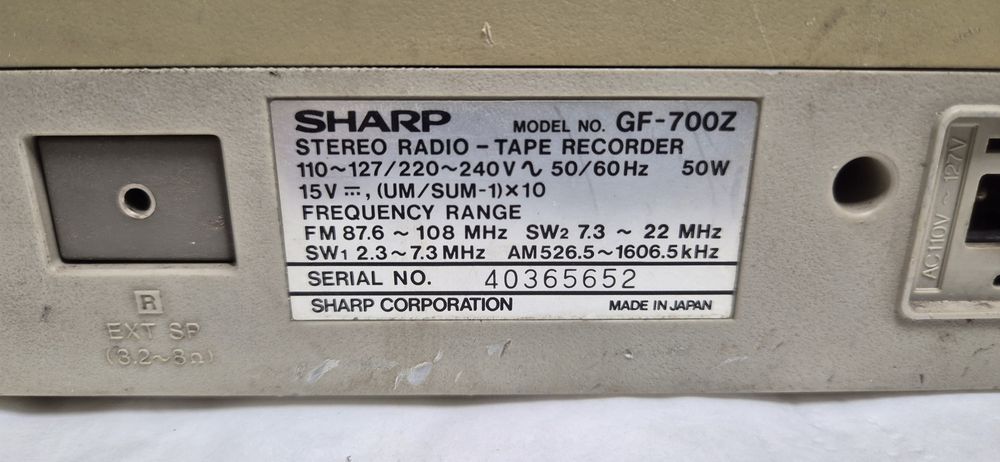 SHARP MODEL NO. GF-700Z
STEREO RADIO - TAPE RECORDER
110~127/220~240V∿ 50/60Hz 50W
15V⎓, (UM/SUM-1)×10
FREQUENCY RANGE
FM 87.6 ~ 108 MHz SW2 7.3 ~ 22 MHz
SW1 2.3~7.3 MHz AM 526.5~1606.5kHz
SERIAL NO. 40365652
SHARP CORPORATION MADE IN JAPAN
R
EXT SP
(3.2~8Ω)
AC110V ~ 127V